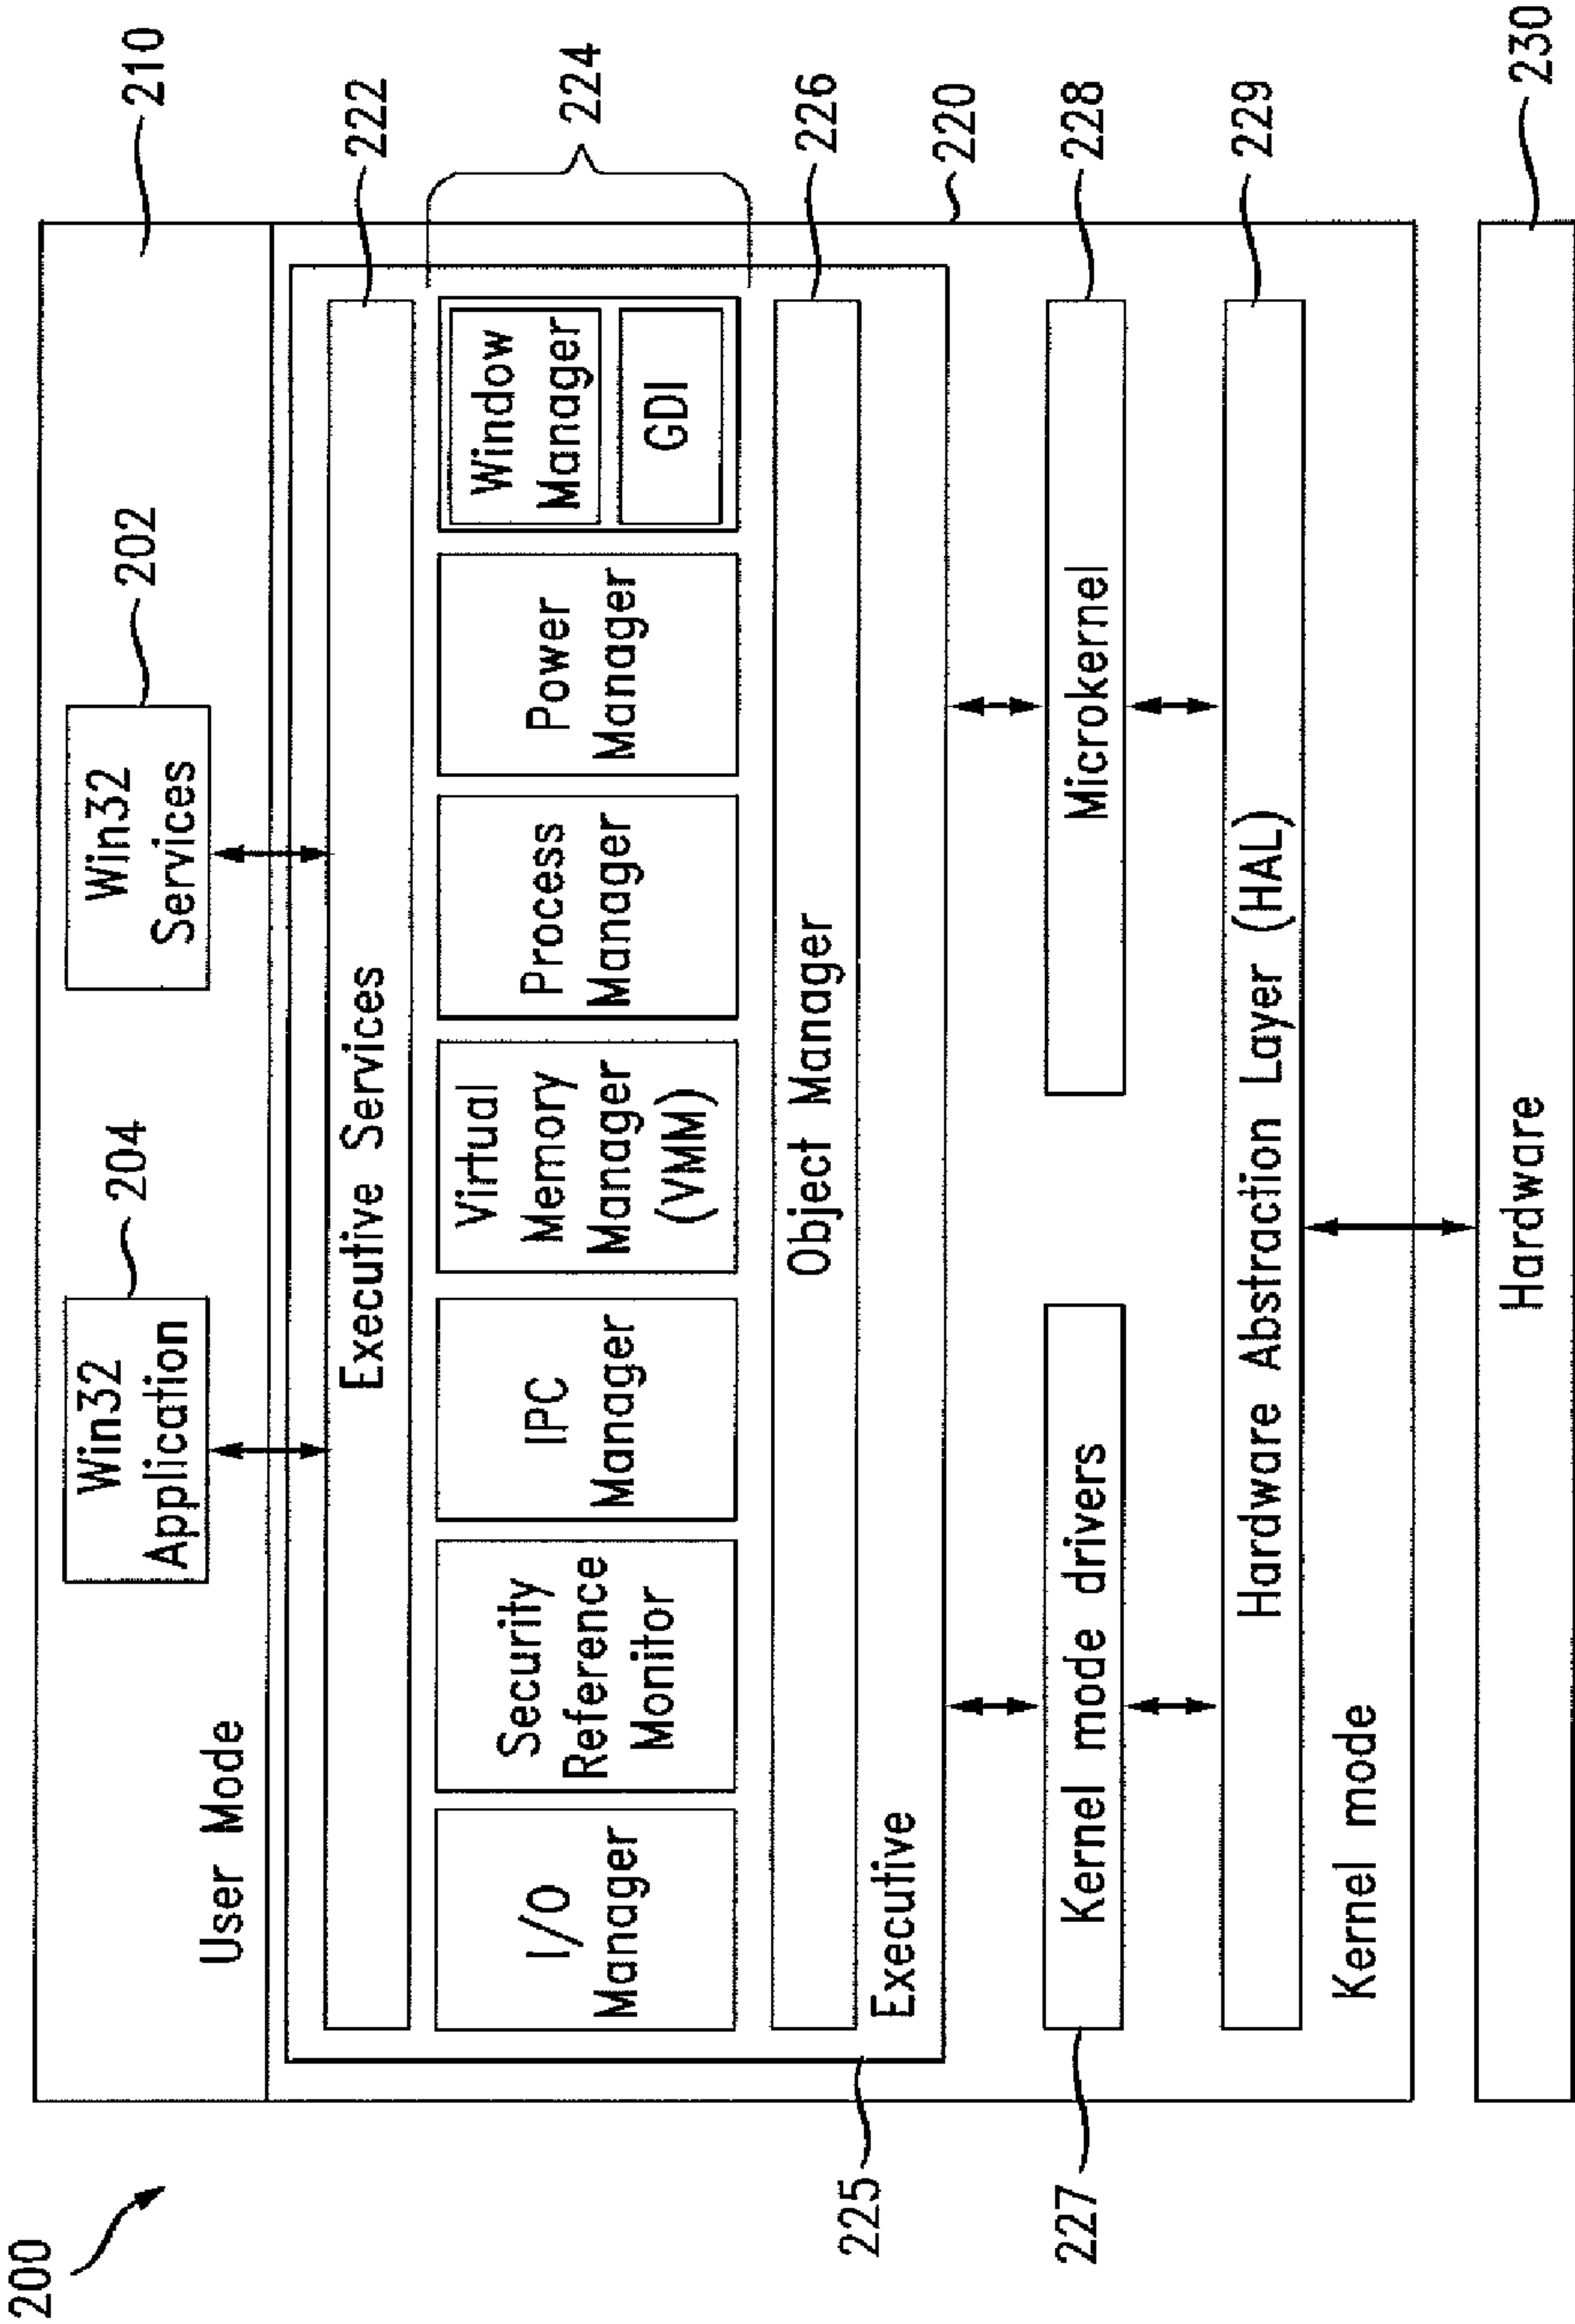 200
210
Win32
Application
204
Win32
Services
202
User Mode
Executive Services
222
I/O
Manager
Security
Reference
Monitor
IPC
Manager
Virtual
Memory
Manager
(VMM)
Process
Manager
Power
Manager
Window
Manager
GDI
224
Object Manager
226
Executive
225
220
Kernel mode drivers
227
Microkernel
228
Hardware Abstraction Layer (HAL)
229
Kernel mode
Hardware
230